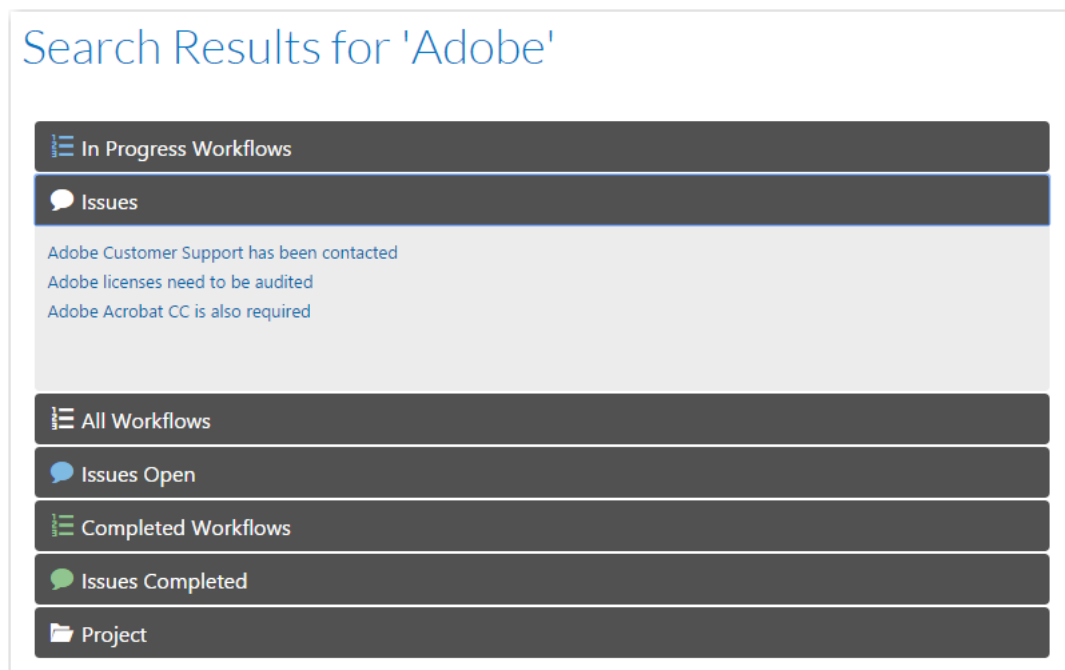 Search Results for 'Adobe'
In Progress Workflows
Issues
Adobe Customer Support has been contacted
Adobe licenses need to be audited
Adobe Acrobat CC is also required
All Workflows
Issues Open
Completed Workflows
Issues Completed
Project